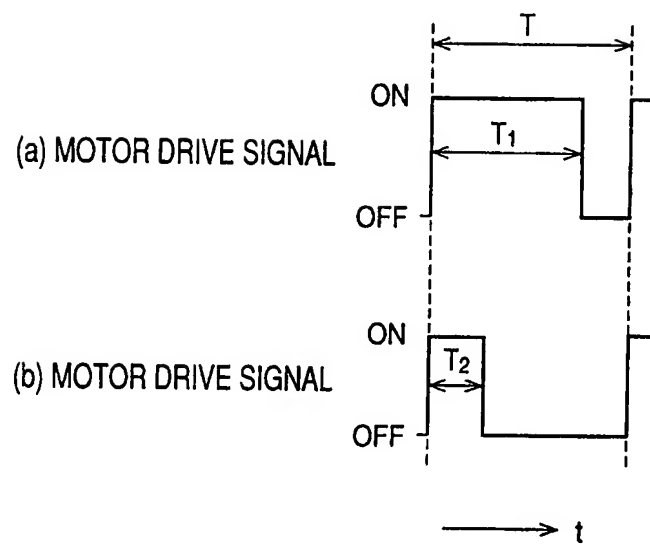 T
ON
(a) MOTOR DRIVE SIGNAL
T1
OFF
ON
(b) MOTOR DRIVE SIGNAL
T2
OFF
t